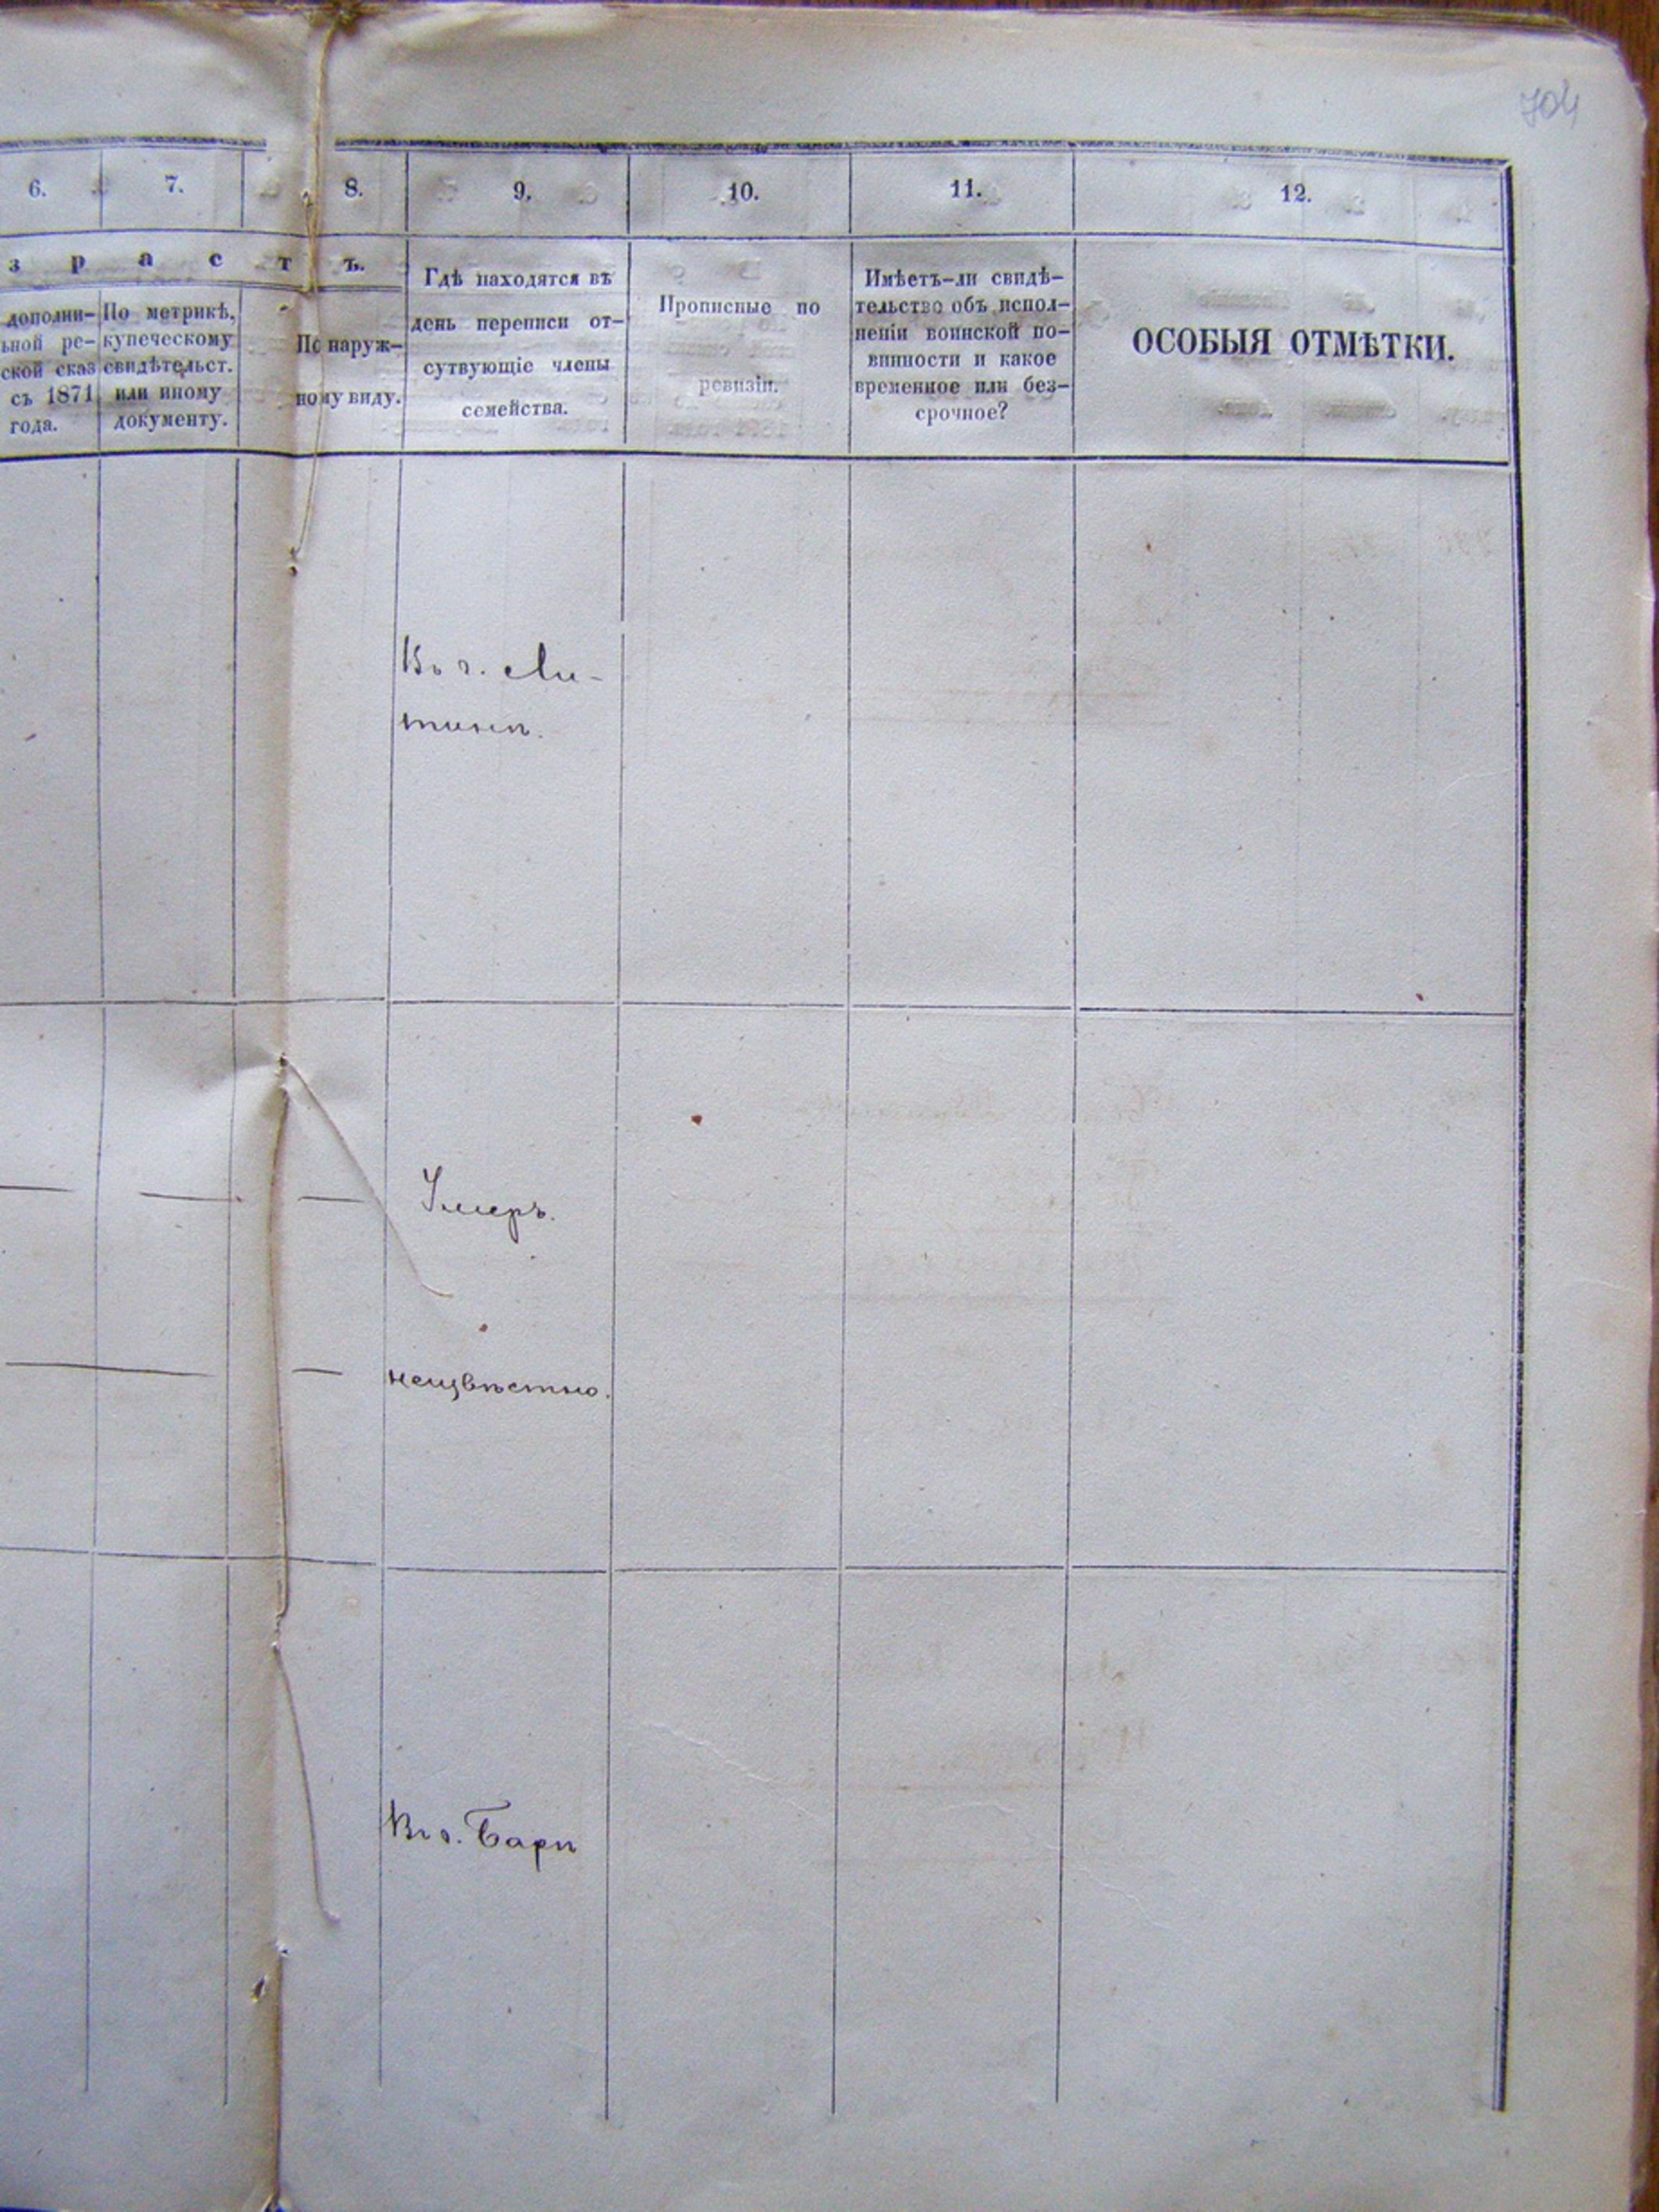 704
6. 7. 8. 9. 10. 11. 12.
з р а с т ъ.
дополни-
ьной ре-
ской сказ
съ 1871
года.
По метрикѣ,
купеческому
свидѣтельст.
или иному
документу.
По наруж-
ному виду.
Гдѣ находятся въ
день переписи от-
сутвующіе члены
семейства.
Прописные по
ревизіи.
Имѣетъ-ли свидѣ-
тельство объ испол-
неніи воинской по-
винности и какое
временное или без-
срочное?
ОСОБЫЯ ОТМѢТКИ.
Въ г. Ли-
тинѣ.
Умеръ.
неизвѣстно.
Въ г. Барѣ